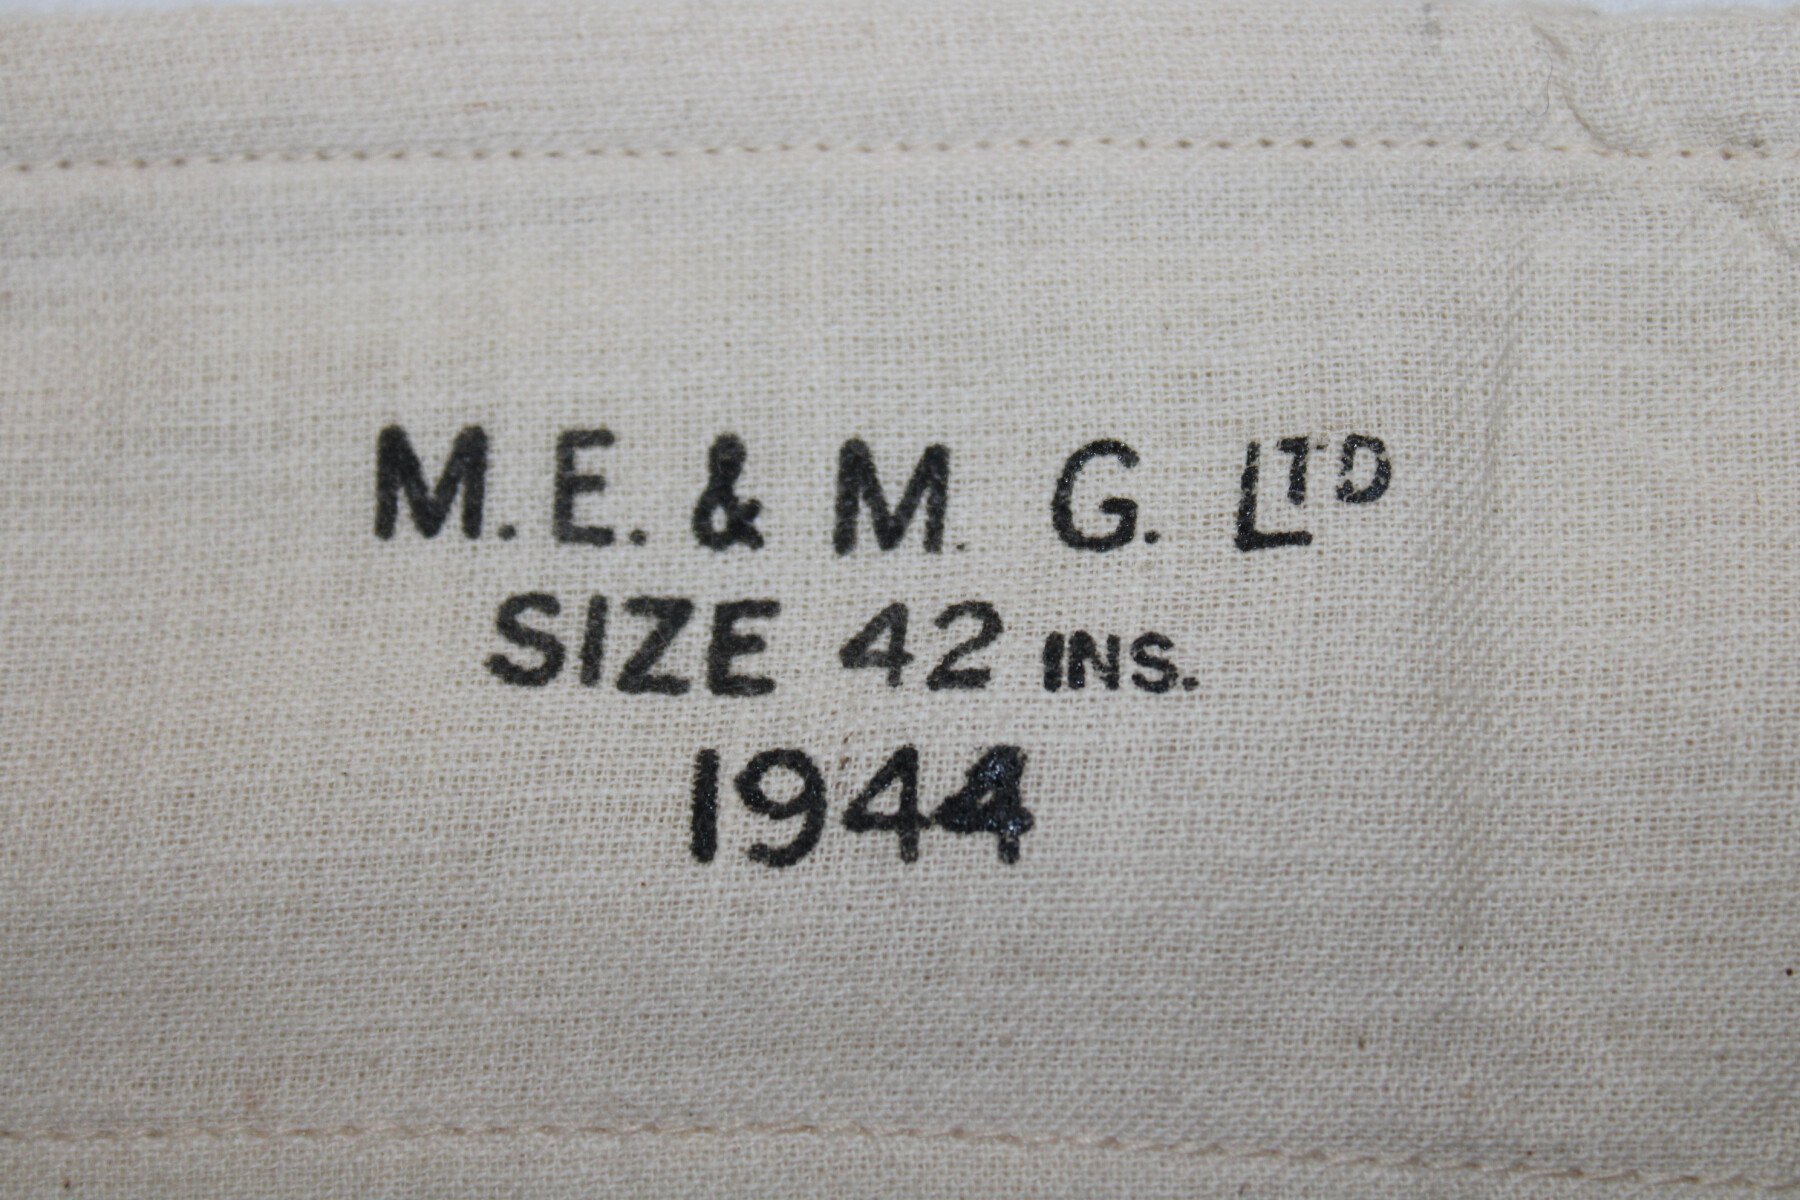 M.E. & M. G. LTD
SIZE 42 INS.
1944